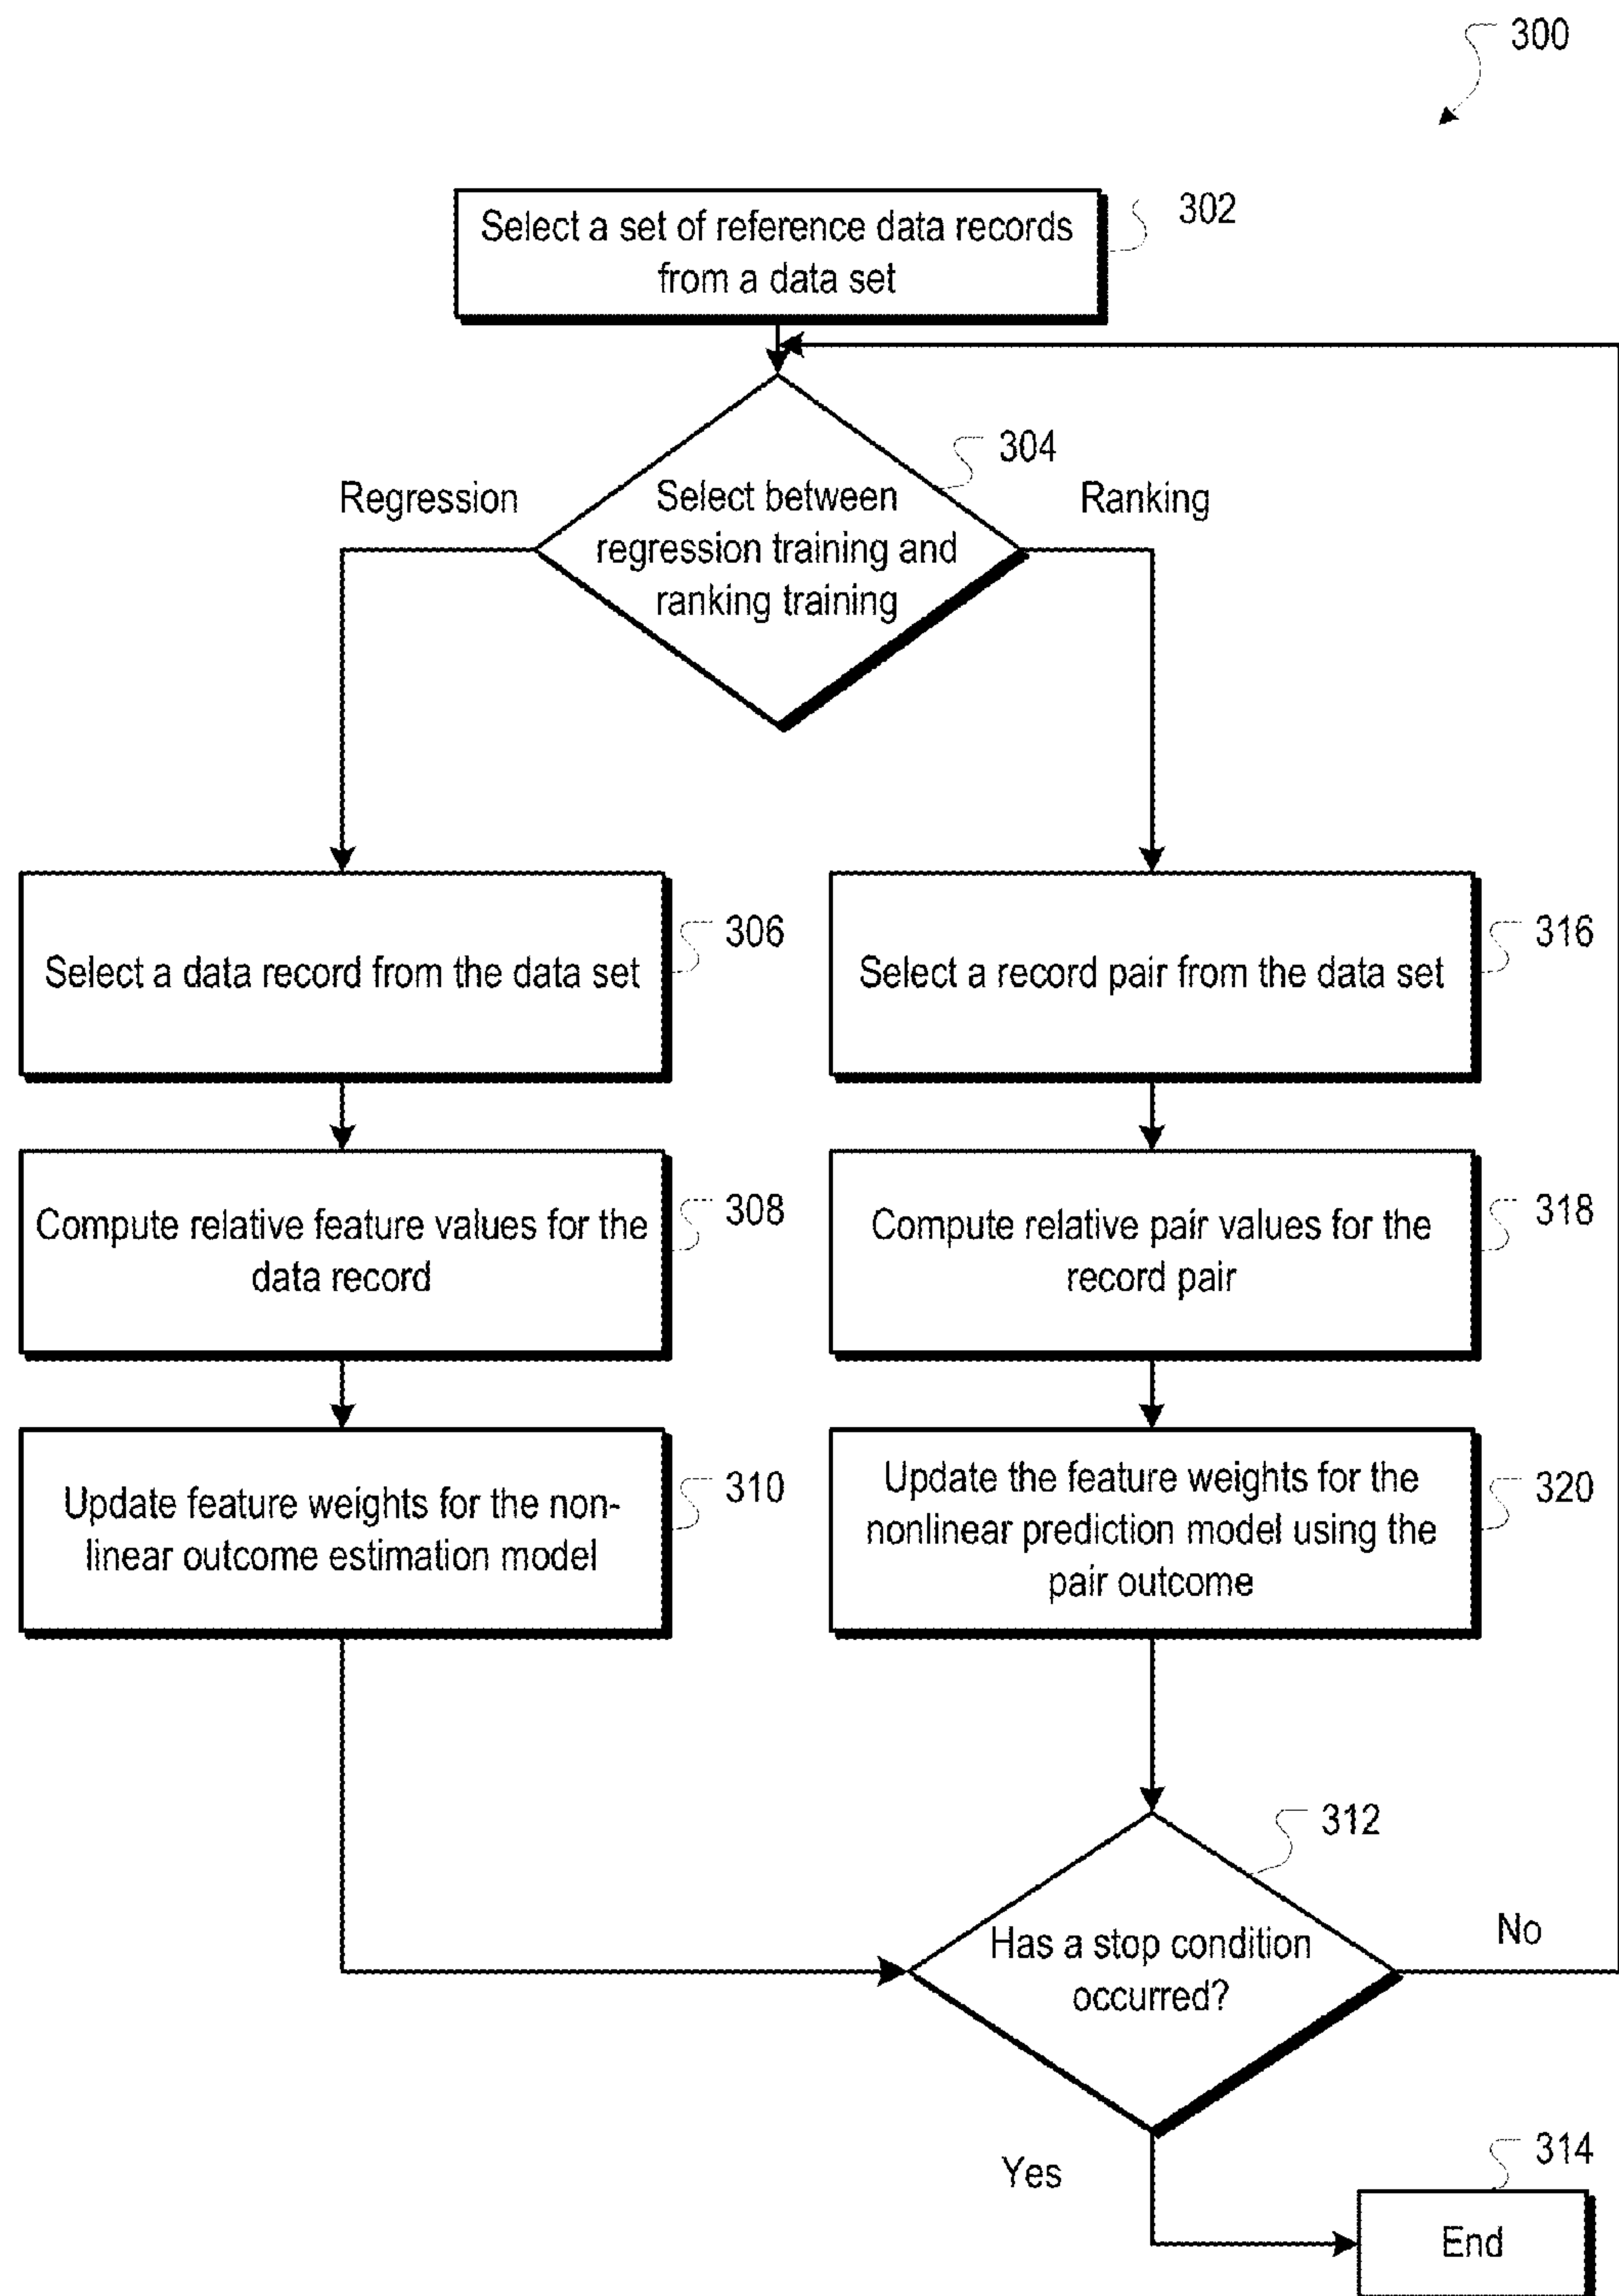 300
Select a set of reference data records
from a data set
302
304
Regression
Select between
regression training and
ranking training
Ranking
306
Select a data record from the data set
316
Select a record pair from the data set
308
Compute relative feature values for the
data record
318
Compute relative pair values for the
record pair
310
Update feature weights for the non-
linear outcome estimation model
320
Update the feature weights for the
nonlinear prediction model using the
pair outcome
312
Has a stop condition
occurred?
No
Yes
314
End